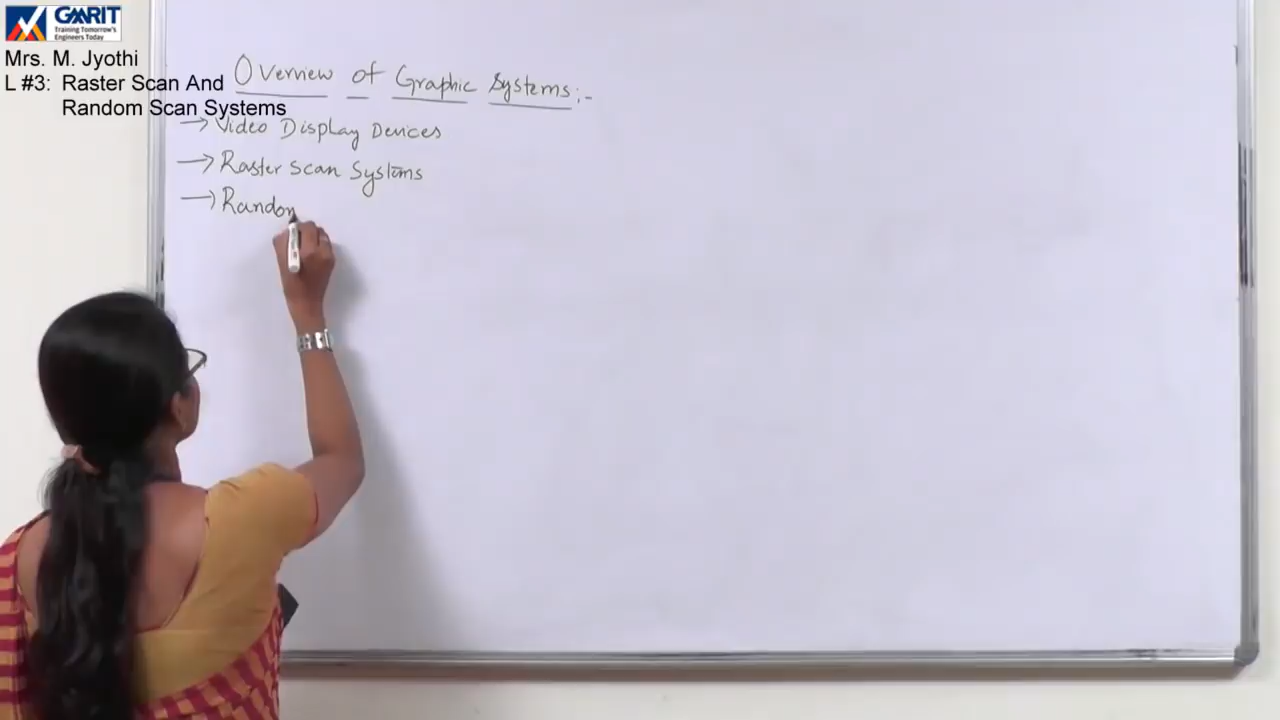 GMRIT
Training Tomorrow's
Engineers Today
Mrs. M. Jyothi
L #3: Raster Scan And
Random Scan Systems
Overview of Graphic Systems:-
→ Video Display Devices
→ Raster Scan Systems
→ Random